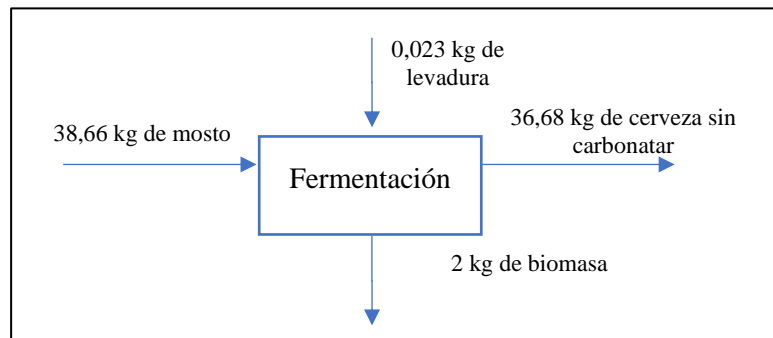 0,023 kg de
levadura
38,66 kg de mosto
36,68 kg de cerveza sin
carbonatar
Fermentación
2 kg de biomasa